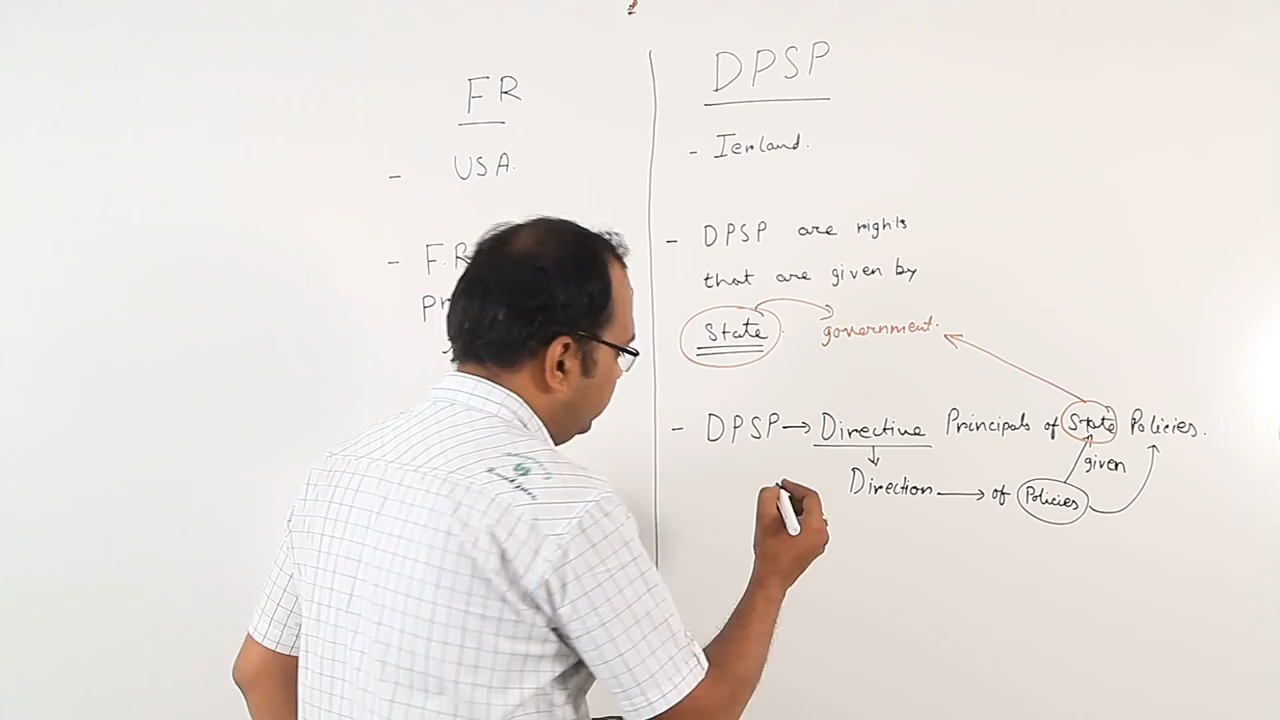 FR
- USA.
- F.R
Pr
DPSP
- Ierland.
- DPSP are rights
that are given by
State. government.
- DPSP → Directive Principals of State Policies.
given
Direction → of Policies